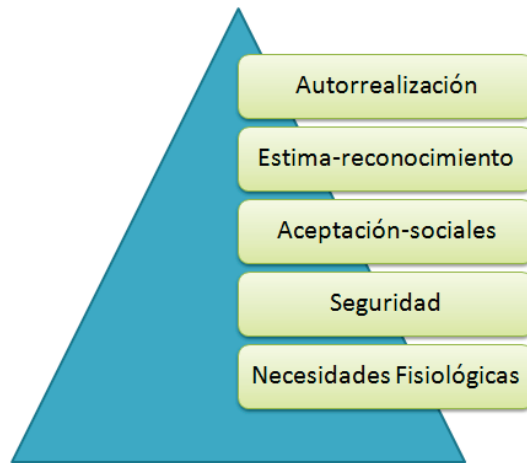 Autorrealización
Estima-reconocimiento
Aceptación-sociales
Seguridad
Necesidades Fisiológicas